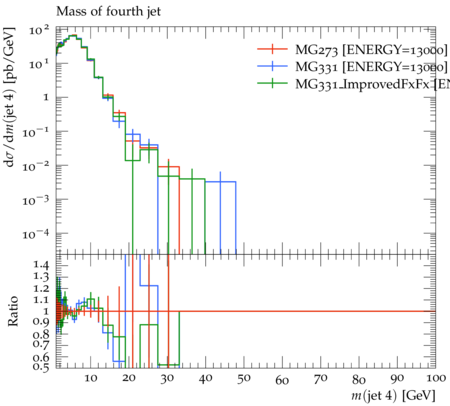 Mass of fourth jet
dσ/dm(jet 4) [pb/GeV]
10^2
10^1
1
10^−1
10^−2
10^−3
10^−4
MG273 [ENERGY=13000]
MG331 [ENERGY=13000]
MG331_ImprovedFxFx [EN
Ratio
1.4
1.3
1.2
1.1
1
0.9
0.8
0.7
0.6
0.5
10 20 30 40 50 60 70 80 90 100
m(jet 4) [GeV]